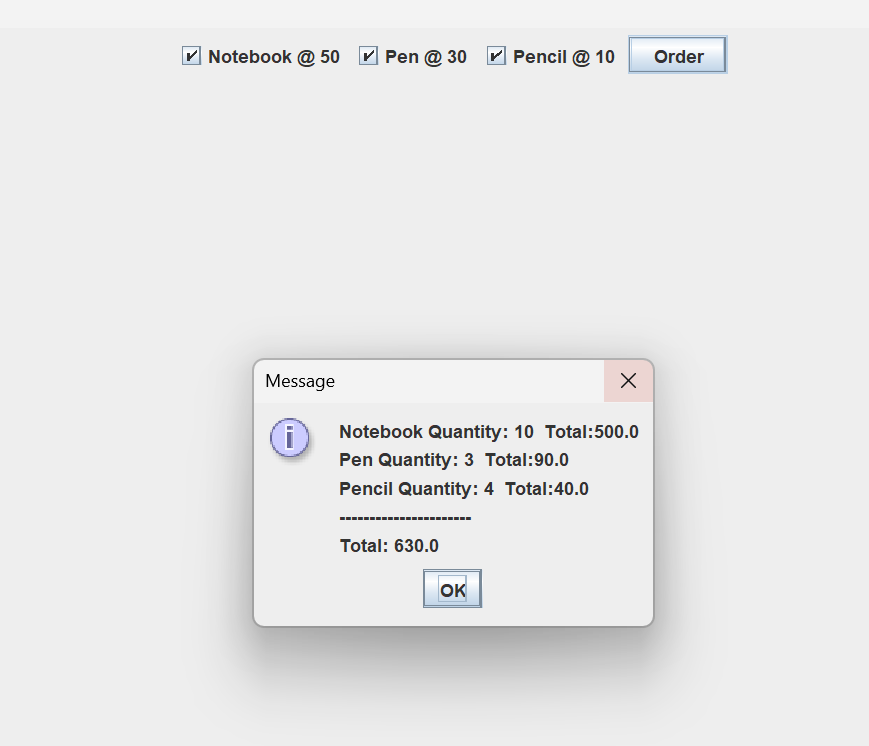 Notebook @ 50 Pen @ 30 Pencil @ 10 Order
Message
Notebook Quantity: 10  Total:500.0
Pen Quantity: 3  Total:90.0
Pencil Quantity: 4  Total:40.0
----------------------
Total: 630.0
OK